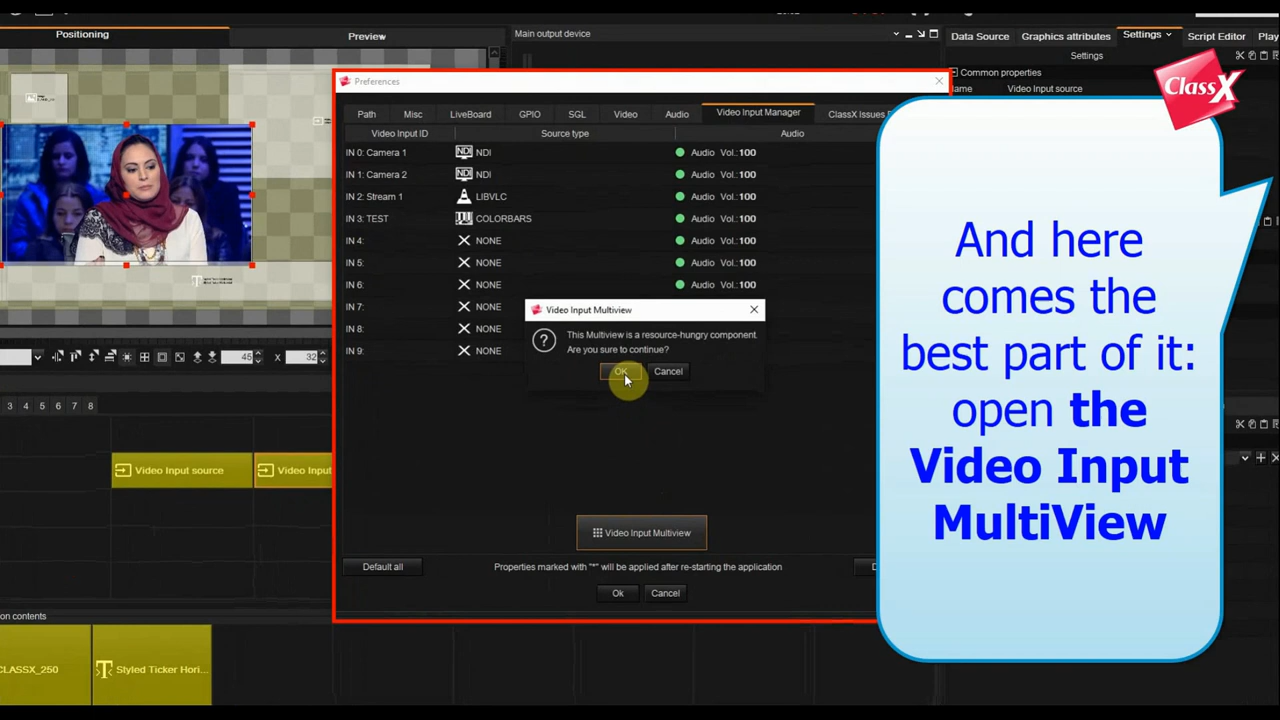 Positioning
Preview
Main output device
Data Source
Graphics attributes
Settings
Script Editor
Play
Settings
Common properties
Name
Video Input source
ClassX
Preferences
Path
Misc
LiveBoard
GPIO
SGL
Video
Audio
Video Input Manager
ClassX Issues
Video Input ID
Source type
Audio
IN 0: Camera 1
NDI
NDI
Audio Vol.:100
IN 1: Camera 2
NDI
NDI
Audio Vol.:100
IN 2: Stream 1
LIBVLC
Audio Vol.:100
IN 3: TEST
COLORBARS
Audio Vol.:100
IN 4:
NONE
Audio Vol.:100
IN 5:
NONE
Audio Vol.:100
IN 6:
NONE
Audio Vol.:100
IN 7:
NONE
IN 8:
NONE
IN 9:
NONE
Video Input Multiview
This Multiview is a resource-hungry component
Are you sure to continue?
OK
Cancel
Video Input Multiview
Default all
Properties marked with "*" will be applied after re-starting the application
D
Ok
Cancel
And here
comes the
best part of it:
open the
Video Input
MultiView
45
X
32
3 4 5 6 7 8
Video Input source
Video Input
on contents
CLASSX_250
Styled Ticker Hori...